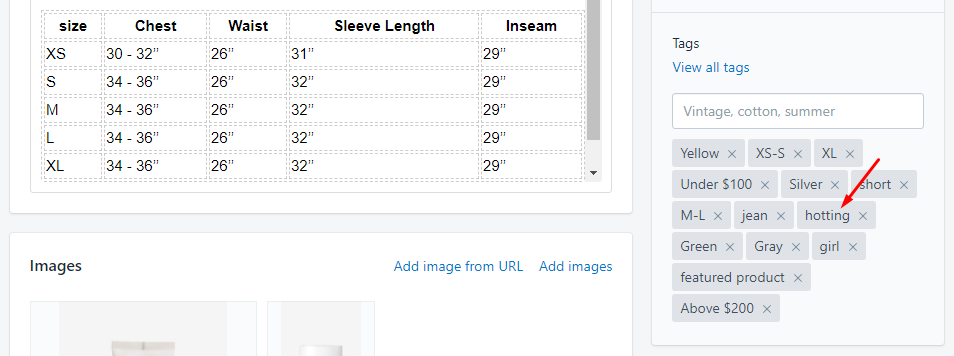 size Chest Waist Sleeve Length Inseam
XS 30 - 32” 26” 31” 29”
S 34 - 36” 26” 32” 29”
M 34 - 36” 26” 32” 29”
L 34 - 36” 26” 32” 29”
XL 34 - 36” 26” 32” 29”
Images Add image from URL Add images
Tags
View all tags
Vintage, cotton, summer
Yellow × XS-S × XL ×
Under $100 × Silver × short ×
M-L × jean × hotting ×
Green × Gray × girl ×
featured product ×
Above $200 ×